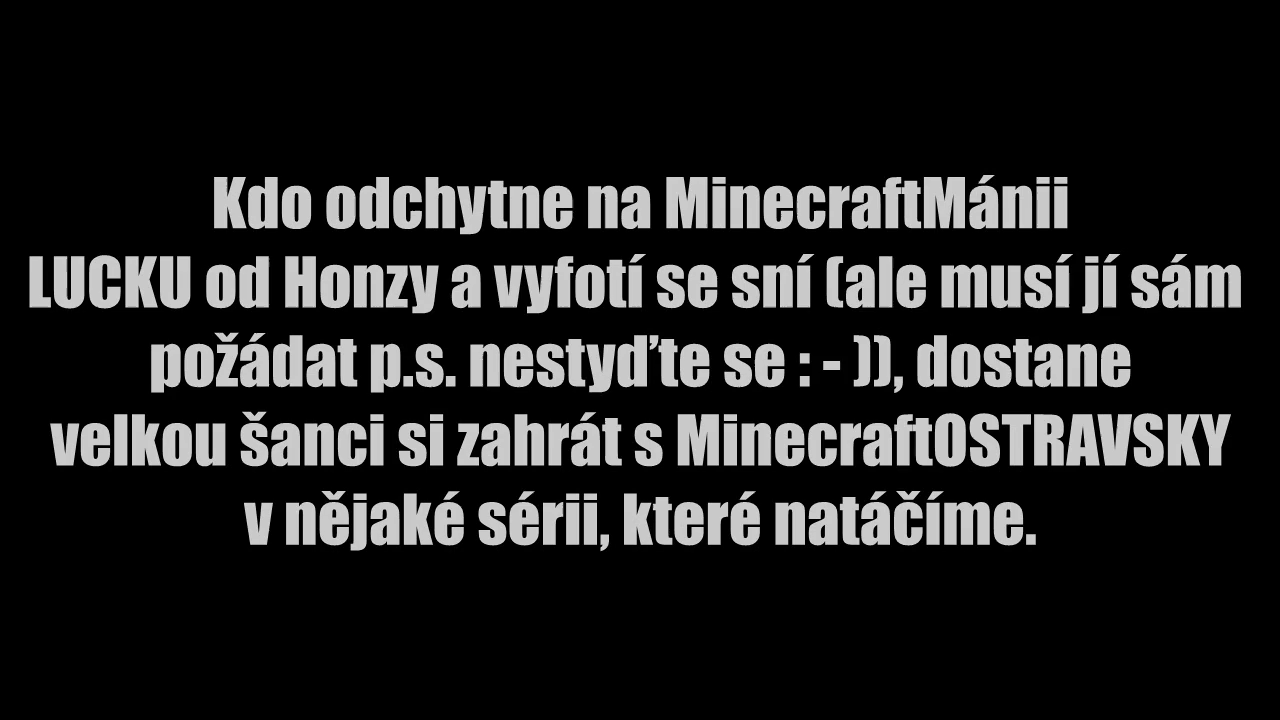 Kdo odchytne na MinecraftMánii
LUCKU od Honzy a vyfotí se sní (ale musí jí sám
požádat p.s. nestyďte se : - )), dostane
velkou šanci si zahrát s MinecraftOSTRAVSKY
v nějaké sérii, které natáčíme.